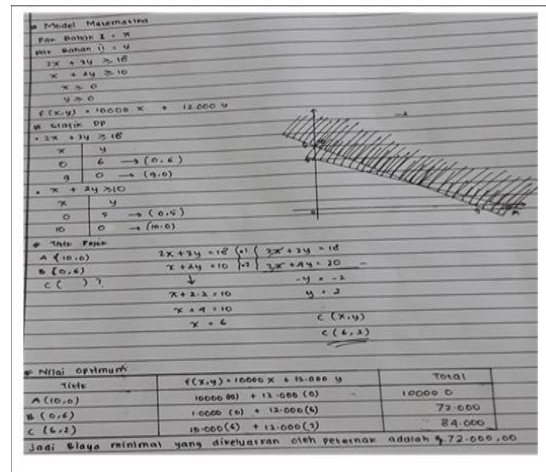 Model Matematika
Pak Bahan I = x
Pak Bahan II = y
2x + 3y ≥ 18
x + 2y ≥ 10
x ≥ 0
y ≥ 0
f(x,y) = 10000 x + 12.000 y
Grafik DP
• 2x + 3y ≥ 18
x | y
0 | 6 → (0,6)
9 | 0 → (9,0)
• x + 2y ≥ 10
x | y
0 | 5 → (0,5)
10 | 0 → (10,0)
Titik Pojok
A (10,0)
B (0,6)
C ( ) ?
2x + 3y = 18 | x1 | 2x + 3y = 18
x + 2y = 10 | x2 | 2x + 4y = 20 -
↓
-y = -2
x + 2.2 = 10
y = 2
x + 4 = 10
x = 6
C (x,y)
C (6,2)
Nilai Optimum
Titik | f(x,y) = 10000 x + 12.000 y | Total
A (10,0) | 10000 (10) + 12.000 (0) | 10000 0
B (0,6) | 10000 (0) + 12.000 (6) | 72.000
C (6,2) | 10.000 (6) + 12.000 (2) | 84.000
Jadi Biaya minimal yang dikeluarkan oleh peternak adalah 72.000,00